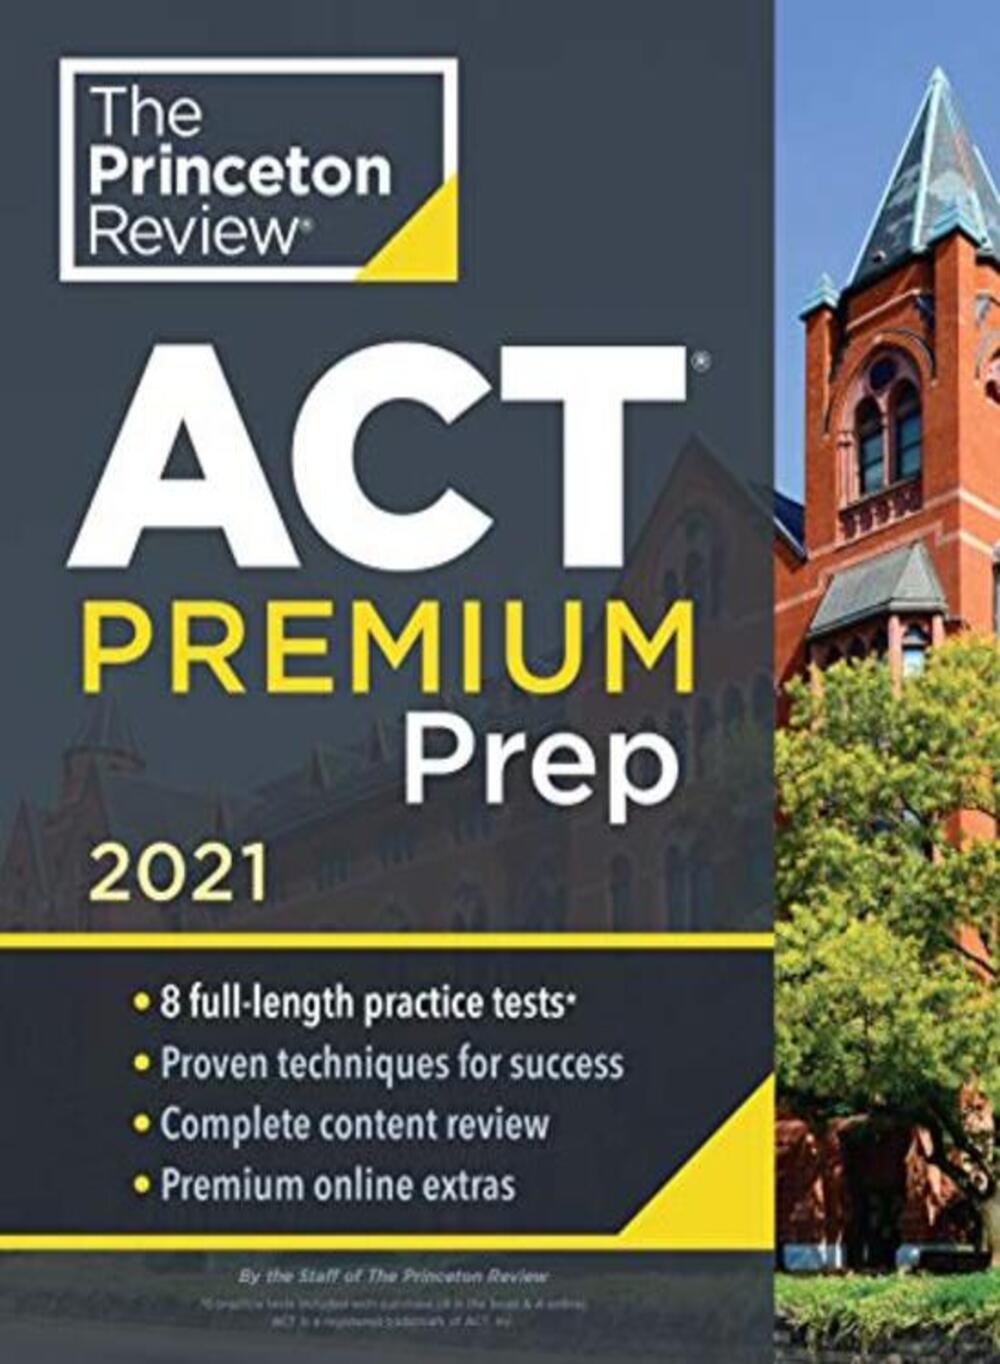 The
Princeton
Review®
ACT®
PREMIUM
Prep
2021
• 8 full-length practice tests*
• Proven techniques for success
• Complete content review
• Premium online extras
By the Staff of The Princeton Review
ACT is a registered trademark of ACT, Inc.